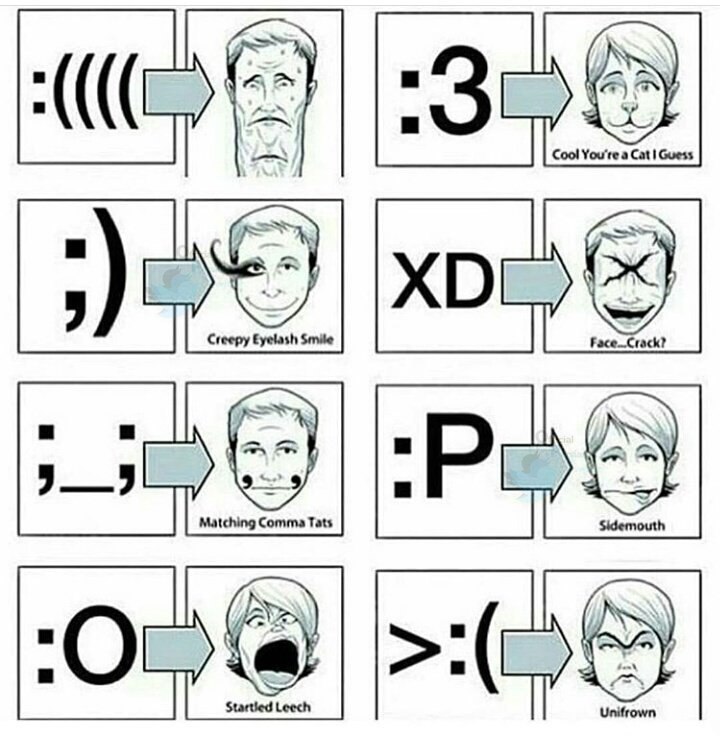 :((((
:3
Cool You're a Cat I Guess
;)
Creepy Eyelash Smile
XD
Face...Crack?
;_;
Matching Comma Tats
:P
Sidemouth
:O
Startled Leech
>:(
Unifrown